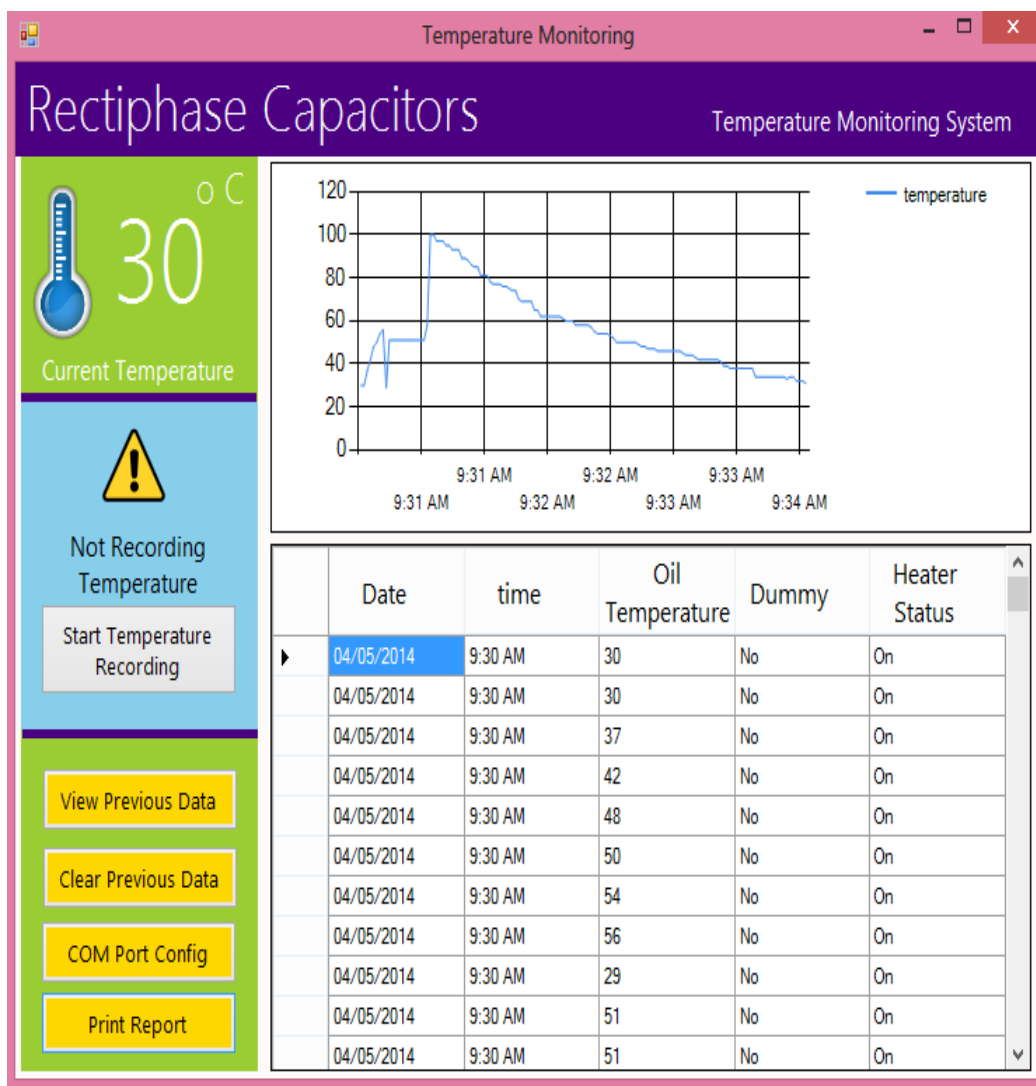 Temperature Monitoring
Rectiphase Capacitors
Temperature Monitoring System
o C
30
Current Temperature
Not Recording
Temperature
Start Temperature
Recording
View Previous Data
Clear Previous Data
COM Port Config
Print Report
120
100
80
60
40
20
0
temperature
9:31 AM 9:32 AM 9:33 AM
9:31 AM 9:32 AM 9:33 AM 9:34 AM
Date time Oil Temperature Dummy Heater Status
04/05/2014 9:30 AM 30 No On
04/05/2014 9:30 AM 30 No On
04/05/2014 9:30 AM 37 No On
04/05/2014 9:30 AM 42 No On
04/05/2014 9:30 AM 48 No On
04/05/2014 9:30 AM 50 No On
04/05/2014 9:30 AM 54 No On
04/05/2014 9:30 AM 56 No On
04/05/2014 9:30 AM 29 No On
04/05/2014 9:30 AM 51 No On
04/05/2014 9:30 AM 51 No On